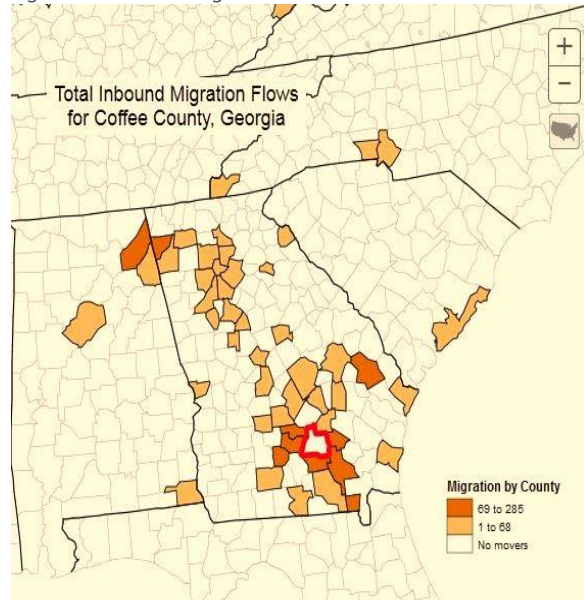 Total Inbound Migration Flows
for Coffee County, Georgia
+
−
Migration by County
69 to 285
1 to 68
No movers